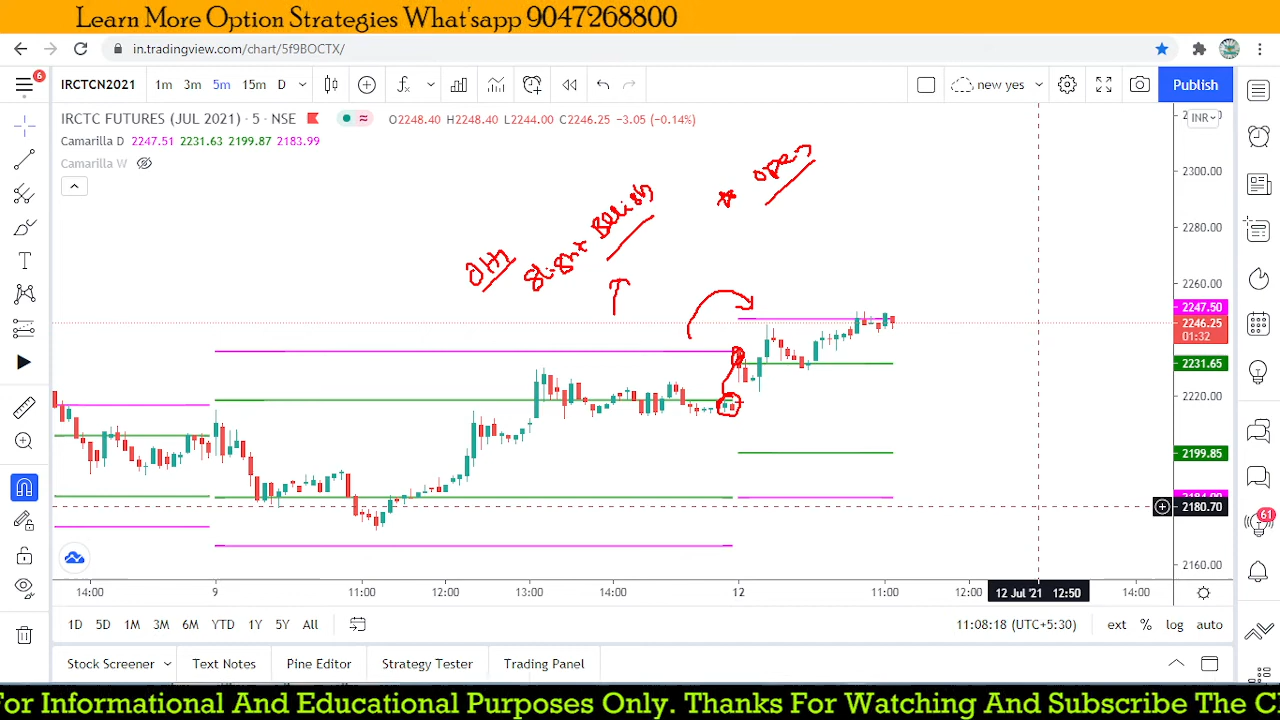 Learn More Option Strategies What'sapp 9047268800
in.tradingview.com/chart/5f9BOCTX/
6
IRCTCN2021 1m 3m 5m 15m D new yes Publish
IRCTC FUTURES (JUL 2021) · 5 · NSE O2248.40 H2248.40 L2244.00 C2246.25 -3.05 (-0.14%)
INR
Camarilla D 2247.51 2231.63 2199.87 2183.99
Camarilla W
open
2300.00
2280.00
2260.00
2247.50
2246.25
01:32
2231.65
2220.00
2199.85
2180.70
61
2160.00
14:00 9 11:00 12:00 13:00 14:00 12 11:00 12:00 12 Jul '21 12:50 14:00
1D 5D 1M 3M 6M YTD 1Y 5Y All 11:08:18 (UTC+5:30) ext % log auto
Stock Screener Text Notes Pine Editor Strategy Tester Trading Panel
For Informational And Educational Purposes Only. Thanks For Watching And Subscribe The C